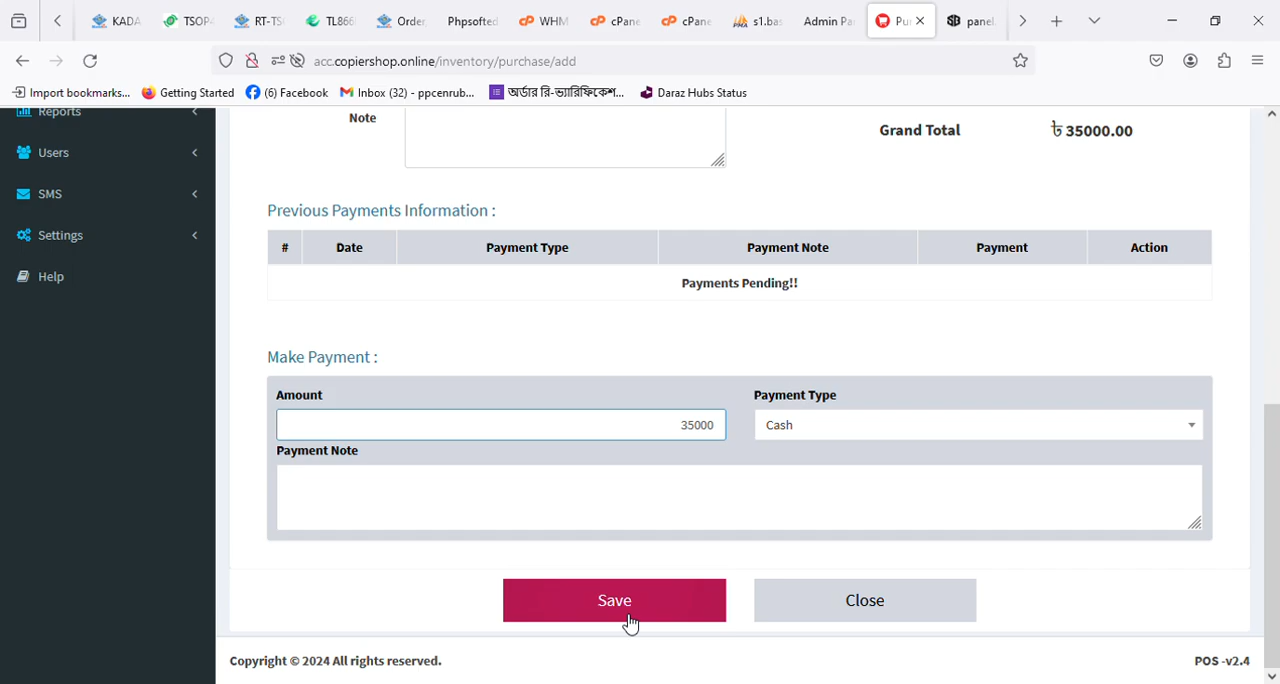 KADA
TSOP
RT-TS
TL866
Order
Phpsofted
WHM
cPane
cPane
s1.bas
Admin Pa
Pu
panel
acc.copiershop.online/inventory/purchase/add
Import bookmarks...
Getting Started
(6) Facebook
Inbox (32) - ppcenrub...
অর্ডার রি-ভ্যারিফিকেশ...
Daraz Hubs Status
Reports
Users
SMS
Settings
Help
Note
Grand Total
৳ 35000.00
Previous Payments Information :
# Date Payment Type Payment Note Payment Action
Payments Pending!!
Make Payment :
Amount
Payment Type
35000
Cash
Payment Note
Save
Close
Copyright © 2024 All rights reserved.
POS -v2.4